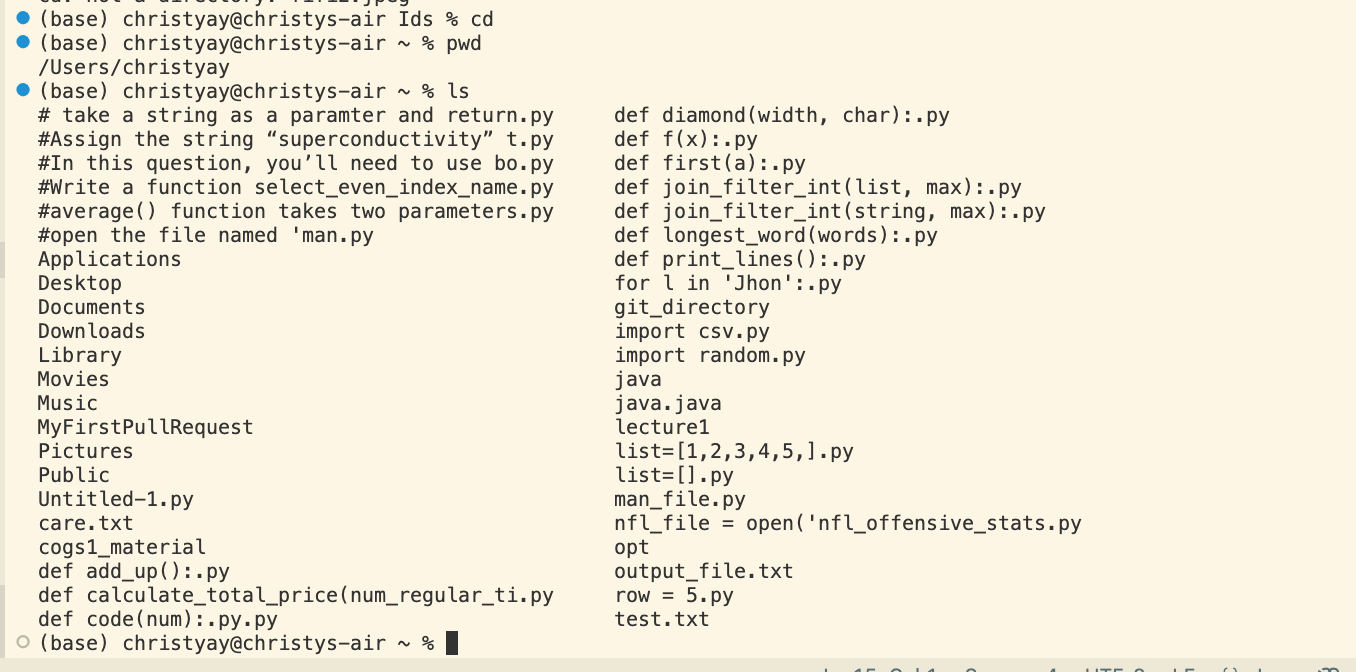 (base) christyay@christys-air Ids % cd
(base) christyay@christys-air ~ % pwd
/Users/christyay
(base) christyay@christys-air ~ % ls
# take a string as a paramter and return.py def diamond(width, char):.py
#Assign the string “superconductivity” t.py def f(x):.py
#In this question, you’ll need to use bo.py def first(a):.py
#Write a function select_even_index_name.py def join_filter_int(list, max):.py
#average() function takes two parameters.py def join_filter_int(string, max):.py
#open the file named 'man.py def longest_word(words):.py
Applications def print_lines():.py
Desktop for l in 'Jhon':.py
Documents git_directory
Downloads import csv.py
Library import random.py
Movies java
Music java.java
MyFirstPullRequest lecture1
Pictures list=[1,2,3,4,5,].py
Public list=[].py
Untitled-1.py man_file.py
care.txt nfl_file = open('nfl_offensive_stats.py
cogs1_material opt
def add_up():.py output_file.txt
def calculate_total_price(num_regular_ti.py row = 5.py
def code(num):.py.py test.txt
(base) christyay@christys-air ~ %